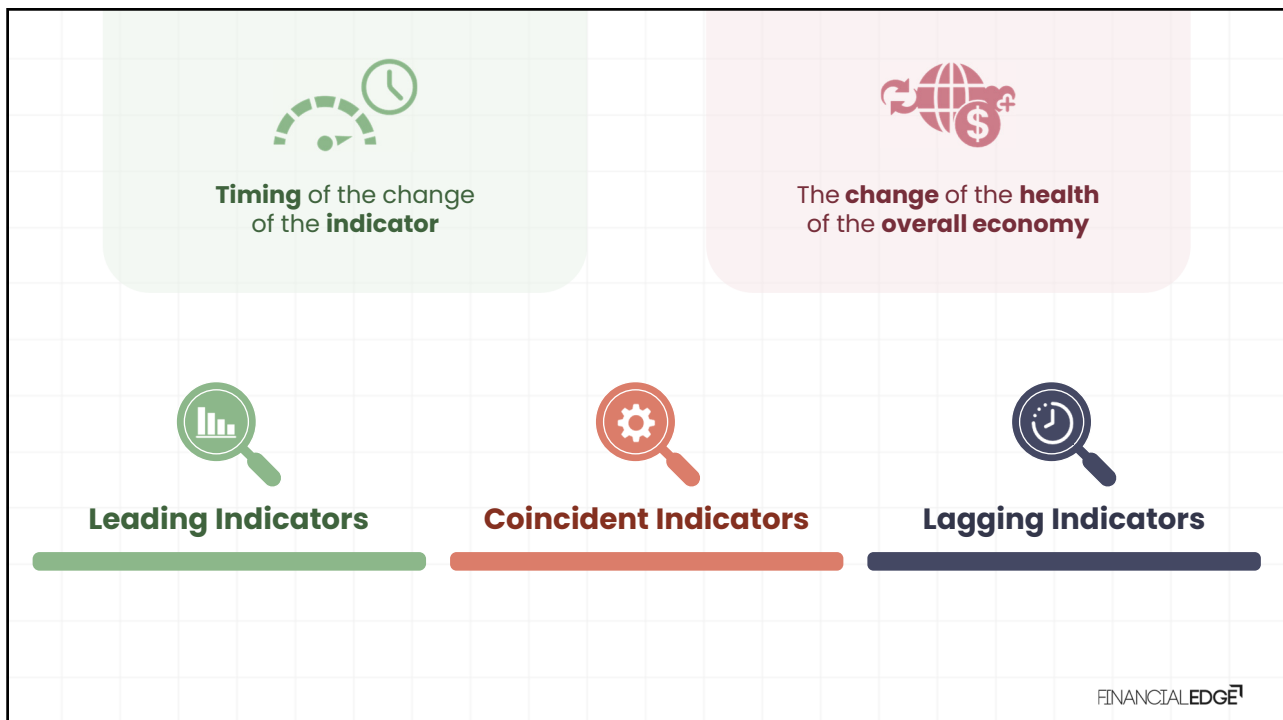 Timing of the change
of the indicator
The change of the health
of the overall economy
$
Leading Indicators
Coincident Indicators
Lagging Indicators
FINANCIALEDGE